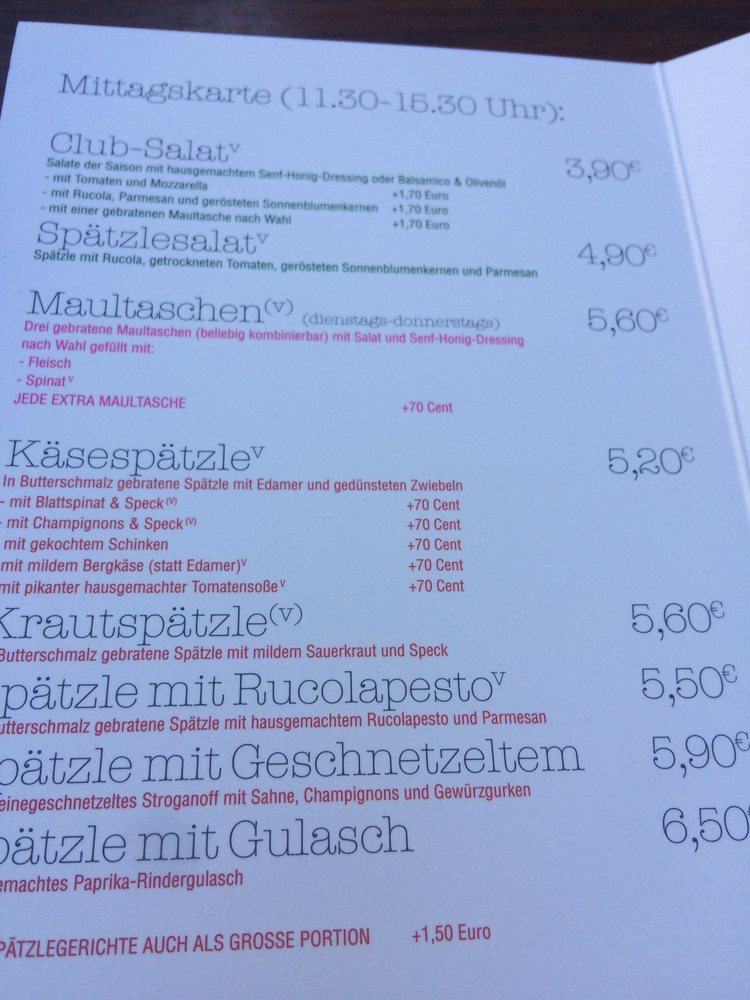 Mittagskarte (11.30-15.30 Uhr):
Club-Salatᵛ 3,90€
Salate der Saison mit hausgemachtem Senf-Honig-Dressing oder Balsamico & Olivenöl
- mit Tomaten und Mozzarella +1,70 Euro
- mit Rucola, Parmesan und gerösteten Sonnenblumenkernen +1,70 Euro
- mit einer gebratenen Maultasche nach Wahl +1,70 Euro
Spätzlesalatᵛ 4,90€
Spätzle mit Rucola, getrockneten Tomaten, gerösteten Sonnenblumenkernen und Parmesan
Maultaschen(v) (dienstags-donnerstags) 5,60€
Drei gebratene Maultaschen (beliebig kombinierbar) mit Salat und Senf-Honig-Dressing
nach Wahl gefüllt mit:
- Fleisch
- Spinatᵛ
JEDE EXTRA MAULTASCHE +70 Cent
Käsespätzleᵛ 5,20€
In Butterschmalz gebratene Spätzle mit Edamer und gedünsteten Zwiebeln
- mit Blattspinat & Speck(V) +70 Cent
- mit Champignons & Speck(V) +70 Cent
mit gekochtem Schinken +70 Cent
mit mildem Bergkäse (statt Edamer)ᵛ +70 Cent
mit pikanter hausgemachter Tomatensoßeᵛ +70 Cent
Krautspätzle(v) 5,60€
Butterschmalz gebratene Spätzle mit mildem Sauerkraut und Speck
pätzle mit Rucolapestoᵛ 5,50€
utterschmalz gebratene Spätzle mit hausgemachtem Rucolapesto und Parmesan
pätzle mit Geschnetzeltem 5,90€
einegeschnetzeltes Stroganoff mit Sahne, Champignons und Gewürzgurken
pätzle mit Gulasch 6,50€
emachtes Paprika-Rindergulasch
PÄTZLEGERICHTE AUCH ALS GROSSE PORTION +1,50 Euro